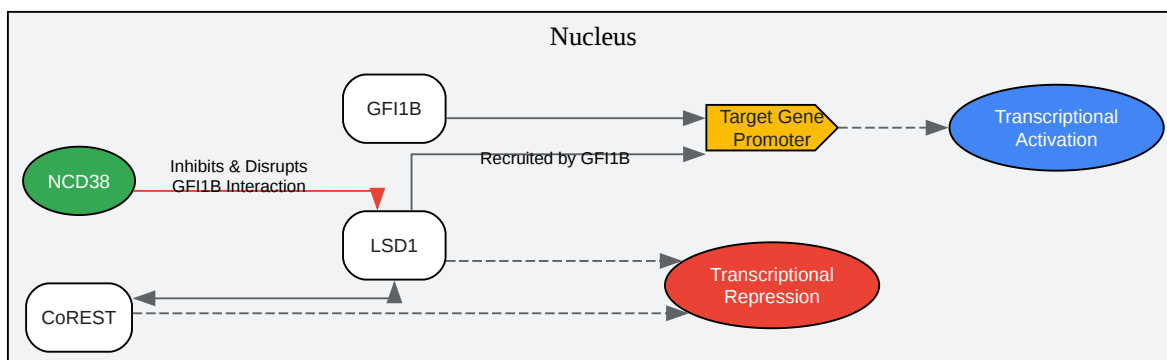 Nucleus
GFI1B
Target Gene
Promoter
Transcriptional
Activation
Recruited by GFI1B
Inhibits & Disrupts
GFI1B Interaction
NCD38
LSD1
Transcriptional
Repression
CoREST